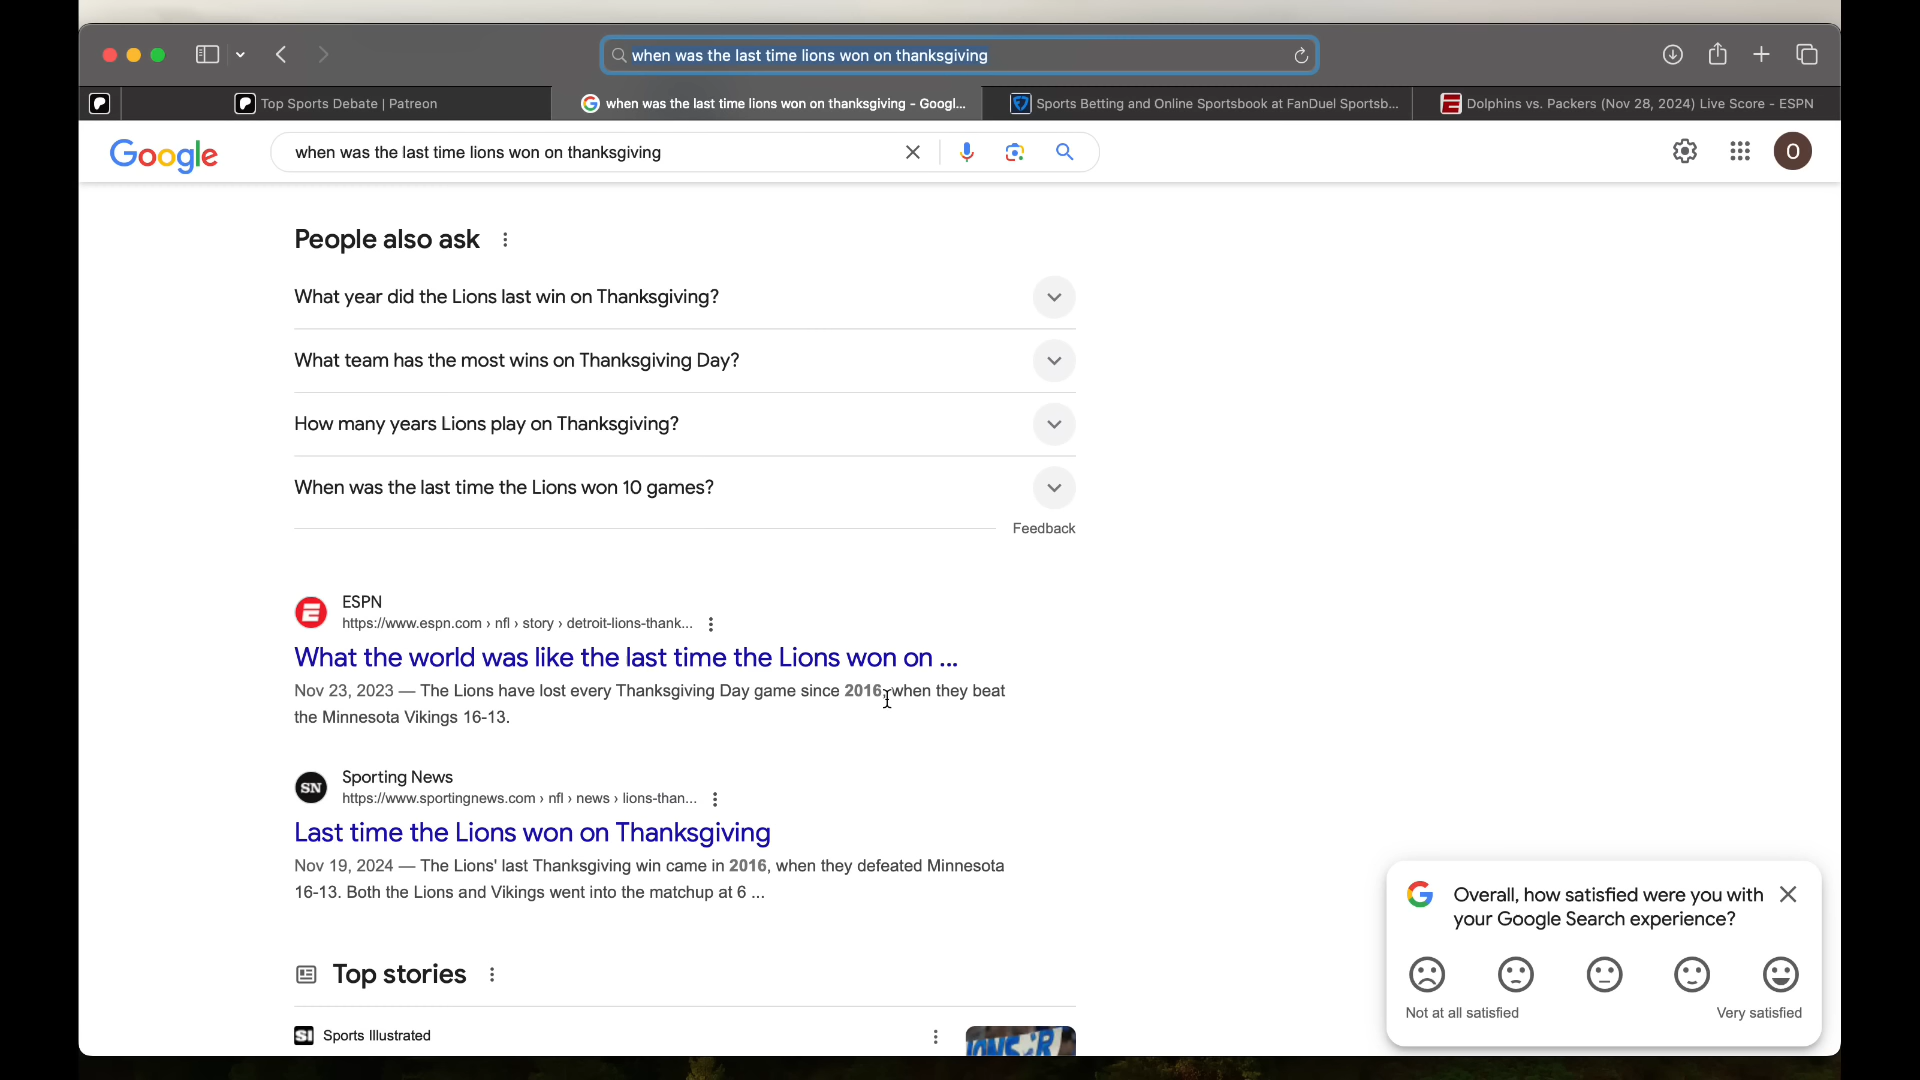 when was the last time lions won on thanksgiving
Top Sports Debate | Patreon
when was the last time lions won on thanksgiving - Googl...
Sports Betting and Online Sportsbook at FanDuel Sportsb...
Dolphins vs. Packers (Nov 28, 2024) Live Score - ESPN
Google
when was the last time lions won on thanksgiving
O
People also ask
What year did the Lions last win on Thanksgiving?
What team has the most wins on Thanksgiving Day?
How many years Lions play on Thanksgiving?
When was the last time the Lions won 10 games?
Feedback
ESPN
https://www.espn.com › nfl › story › detroit-lions-thank...
What the world was like the last time the Lions won on ...
Nov 23, 2023 — The Lions have lost every Thanksgiving Day game since 2016, when they beat
the Minnesota Vikings 16-13.
SN
Sporting News
https://www.sportingnews.com › nfl › news › lions-than...
Last time the Lions won on Thanksgiving
Nov 19, 2024 — The Lions' last Thanksgiving win came in 2016, when they defeated Minnesota
16-13. Both the Lions and Vikings went into the matchup at 6 ...
Top stories
SI Sports Illustrated
Overall, how satisfied were you with
your Google Search experience?
Not at all satisfied
Very satisfied